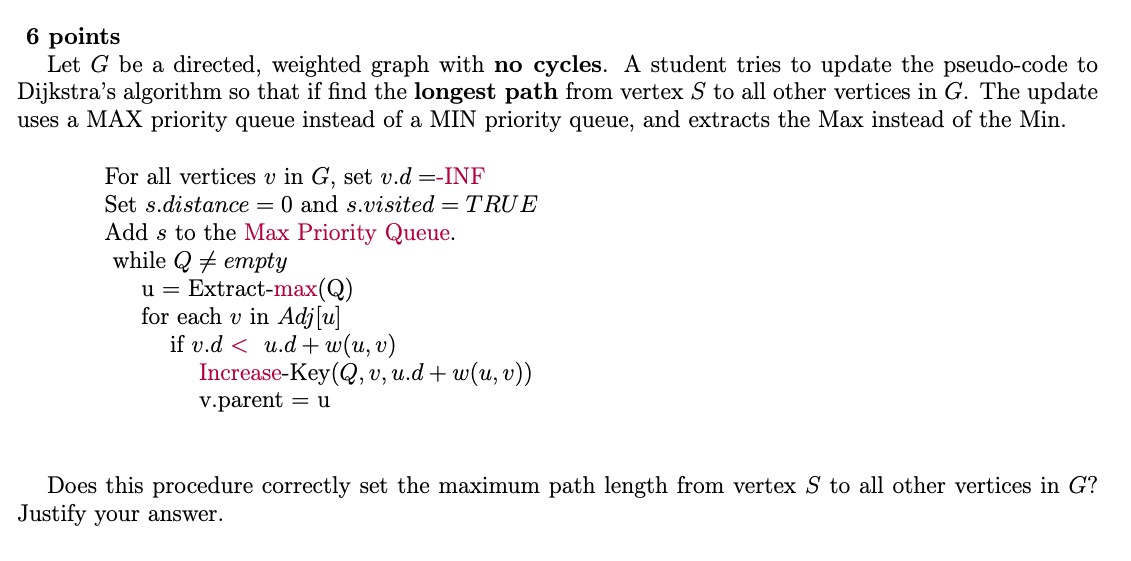 6 points
Let G be a directed, weighted graph with no cycles. A student tries to update the pseudo-code to
Dijkstra's algorithm so that if find the longest path from vertex S to all other vertices in G. The update
uses a MAX priority queue instead of a MIN priority queue, and extracts the Max instead of the Min.
For all vertices v in G, set v.d =-INF
Set s.distance = 0 and s.visited = TRUE
Add s to the Max Priority Queue.
while Q ≠ empty
u = Extract-max(Q)
for each v in Adj[u]
if v.d < u.d + w(u, v)
Increase-Key(Q, v, u.d + w(u, v))
v.parent = u
Does this procedure correctly set the maximum path length from vertex S to all other vertices in G?
Justify your answer.